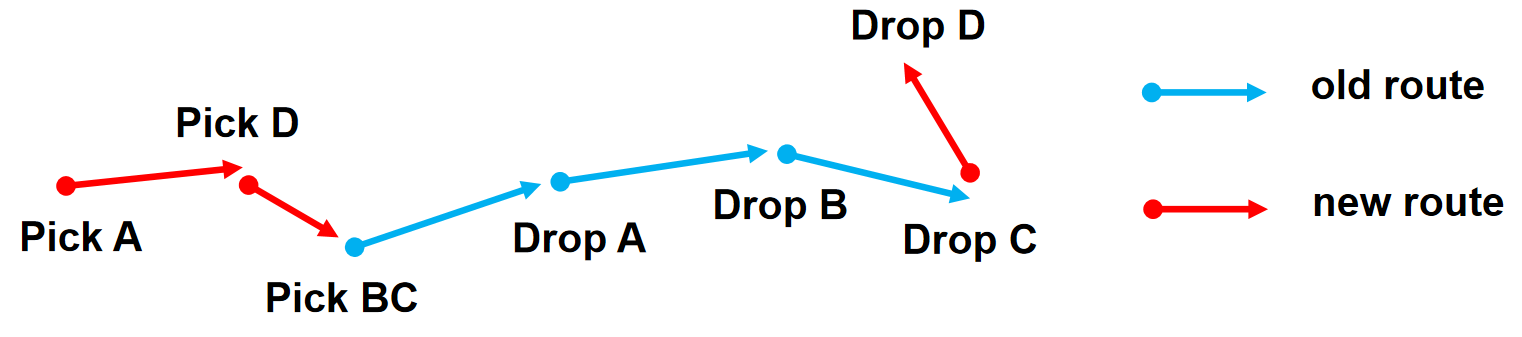 Drop D
old route
Pick D
new route
Drop B
Pick A
Drop A
Drop C
Pick BC